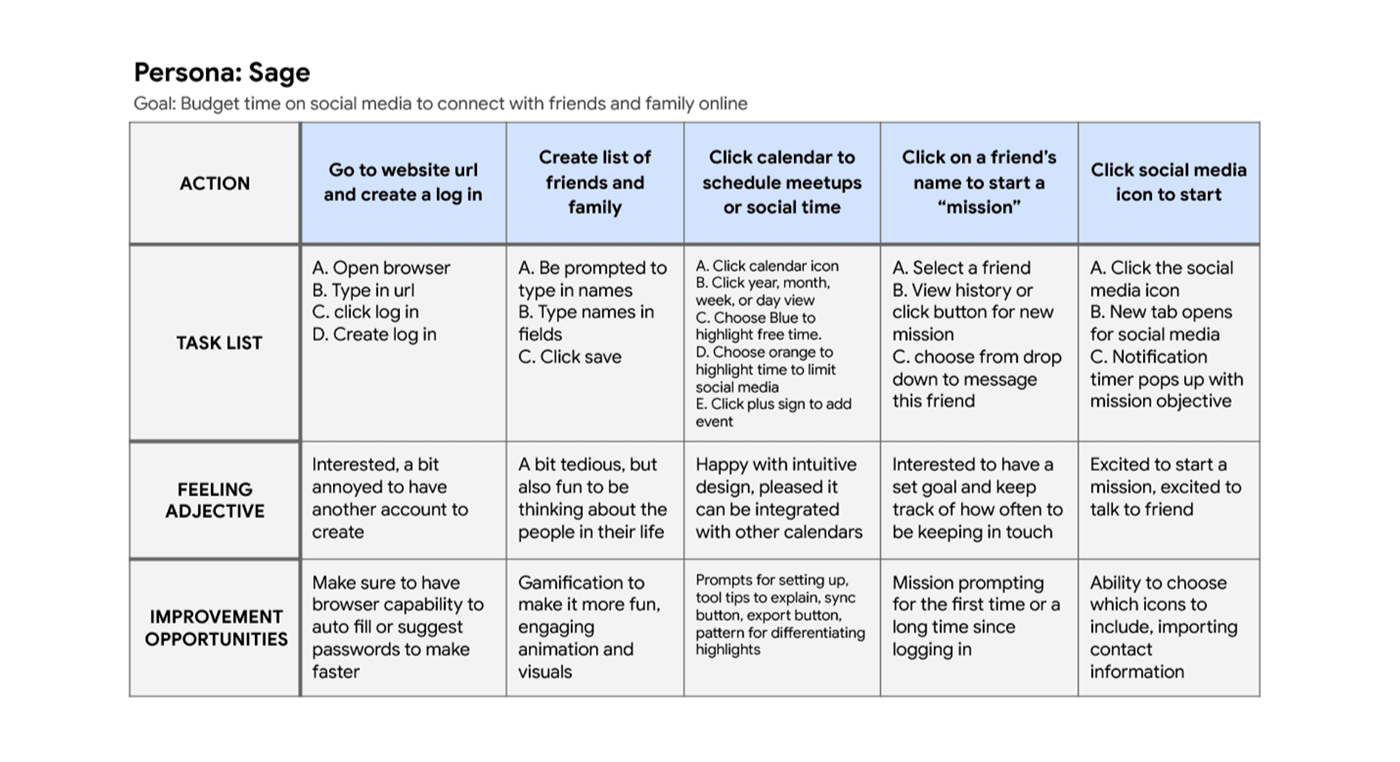 Persona: Sage
Goal: Budget time on social media to connect with friends and family online
ACTION
Go to website url
and create a log in
Create list of
friends and
family
Click calendar to
schedule meetups
or social time
Click on a friend's
name to start a
“mission”
Click social media
icon to start
TASK LIST
A. Open browser
B. Type in url
C. click log in
D. Create log in
A. Be prompted to
type in names
B. Type names in
fields
C. Click save
A. Click calendar icon
B. Click year, month,
week, or day view
C. Choose Blue to
highlight free time.
D. Choose orange to
highlight time to limit
social media
E. Click plus sign to add
event
A. Select a friend
B. View history or
click button for new
mission
C. choose from drop
down to message
this friend
A. Click the social
media icon
B. New tab opens
for social media
C. Notification
timer pops up with
mission objective
FEELING
ADJECTIVE
Interested, a bit
annoyed to have
another account to
create
A bit tedious, but
also fun to be
thinking about the
people in their life
Happy with intuitive
design, pleased it
can be integrated
with other calendars
Interested to have a
set goal and keep
track of how often to
be keeping in touch
Excited to start a
mission, excited to
talk to friend
IMPROVEMENT
OPPORTUNITIES
Make sure to have
browser capability to
auto fill or suggest
passwords to make
faster
Gamification to
make it more fun,
engaging
animation and
visuals
Prompts for setting up,
tool tips to explain, sync
button, export button,
pattern for differentiating
highlights
Mission prompting
for the first time or a
long time since
logging in
Ability to choose
which icons to
include, importing
contact
information